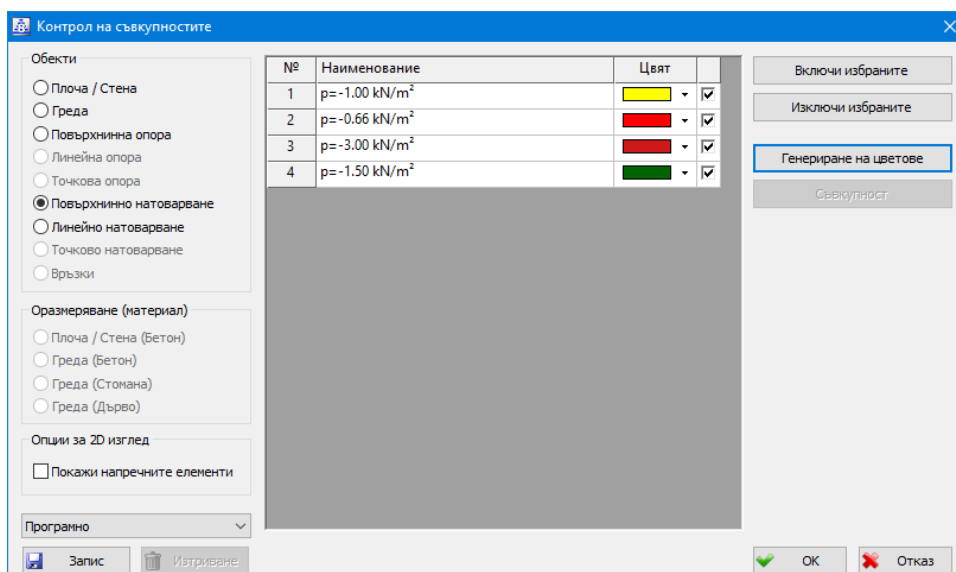 Контрол на съвкупностите
Обекти
Плоча / Стена
Греда
Повърхнинна опора
Линейна опора
Точкова опора
Повърхнинно натоварване
Линейно натоварване
Точково натоварване
Връзки
Оразмеряване (материал)
Плоча / Стена (Бетон)
Греда (Бетон)
Греда (Стомана)
Греда (Дърво)
Опции за 2D изглед
Покажи напречните елементи
Програмно
Запис
Изтриване
№ Наименование Цвят
1 p=-1.00 kN/m²
2 p=-0.66 kN/m²
3 p=-3.00 kN/m²
4 p=-1.50 kN/m²
Включи избраните
Изключи избраните
Генериране на цветове
Съвкупност
OK
Отказ